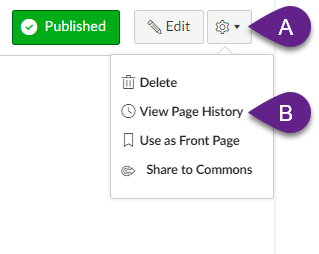 Published Edit A
Delete
View Page History B
Use as Front Page
Share to Commons